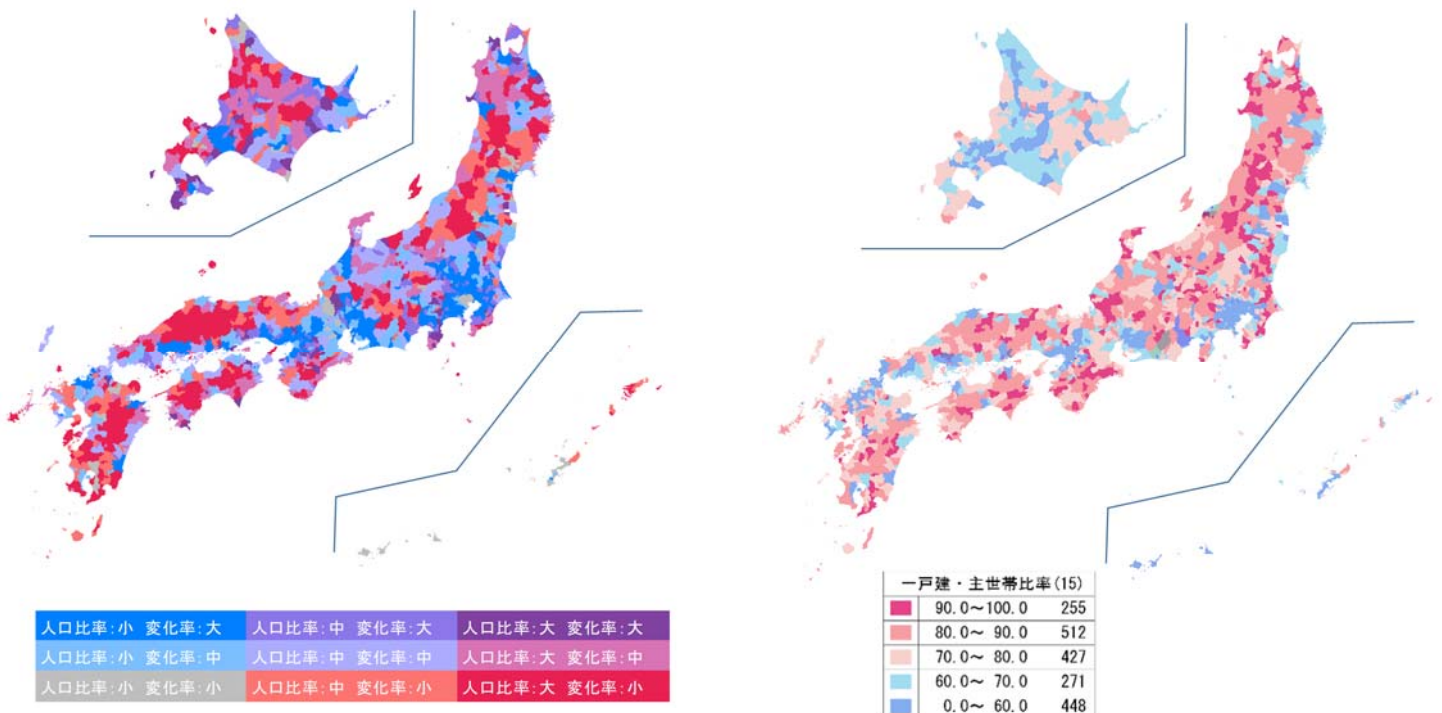 人口比率:小 変化率:大 人口比率:中 変化率:大 人口比率:大 変化率:大
人口比率:小 変化率:中 人口比率:中 変化率:中 人口比率:大 変化率:中
人口比率:小 変化率:小 人口比率:中 変化率:小 人口比率:大 変化率:小
一戸建・主世帯比率(15)
90.0～100.0 255
80.0～ 90.0 512
70.0～ 80.0 427
60.0～ 70.0 271
0.0～ 60.0 448